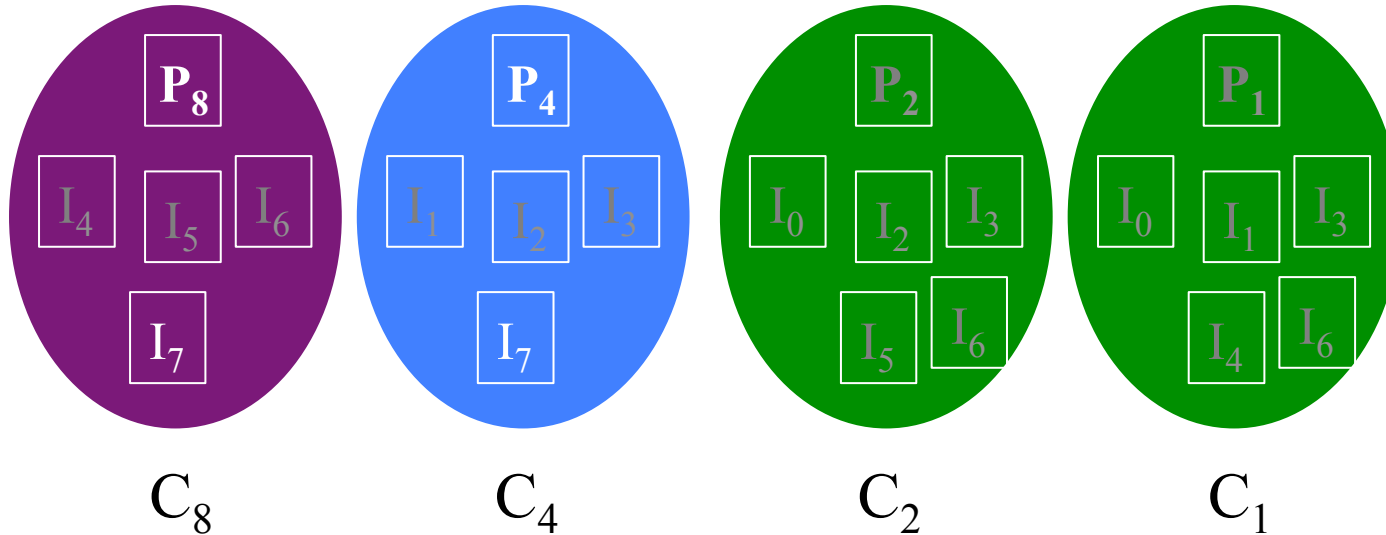 P₈ P₄ P₂ P₁
I₄ I₅ I₆ I₁ I₂ I₃ I₀ I₂ I₃ I₀ I₁ I₃
I₇ I₇ I₅ I₆ I₄ I₆
C₈ C₄ C₂ C₁